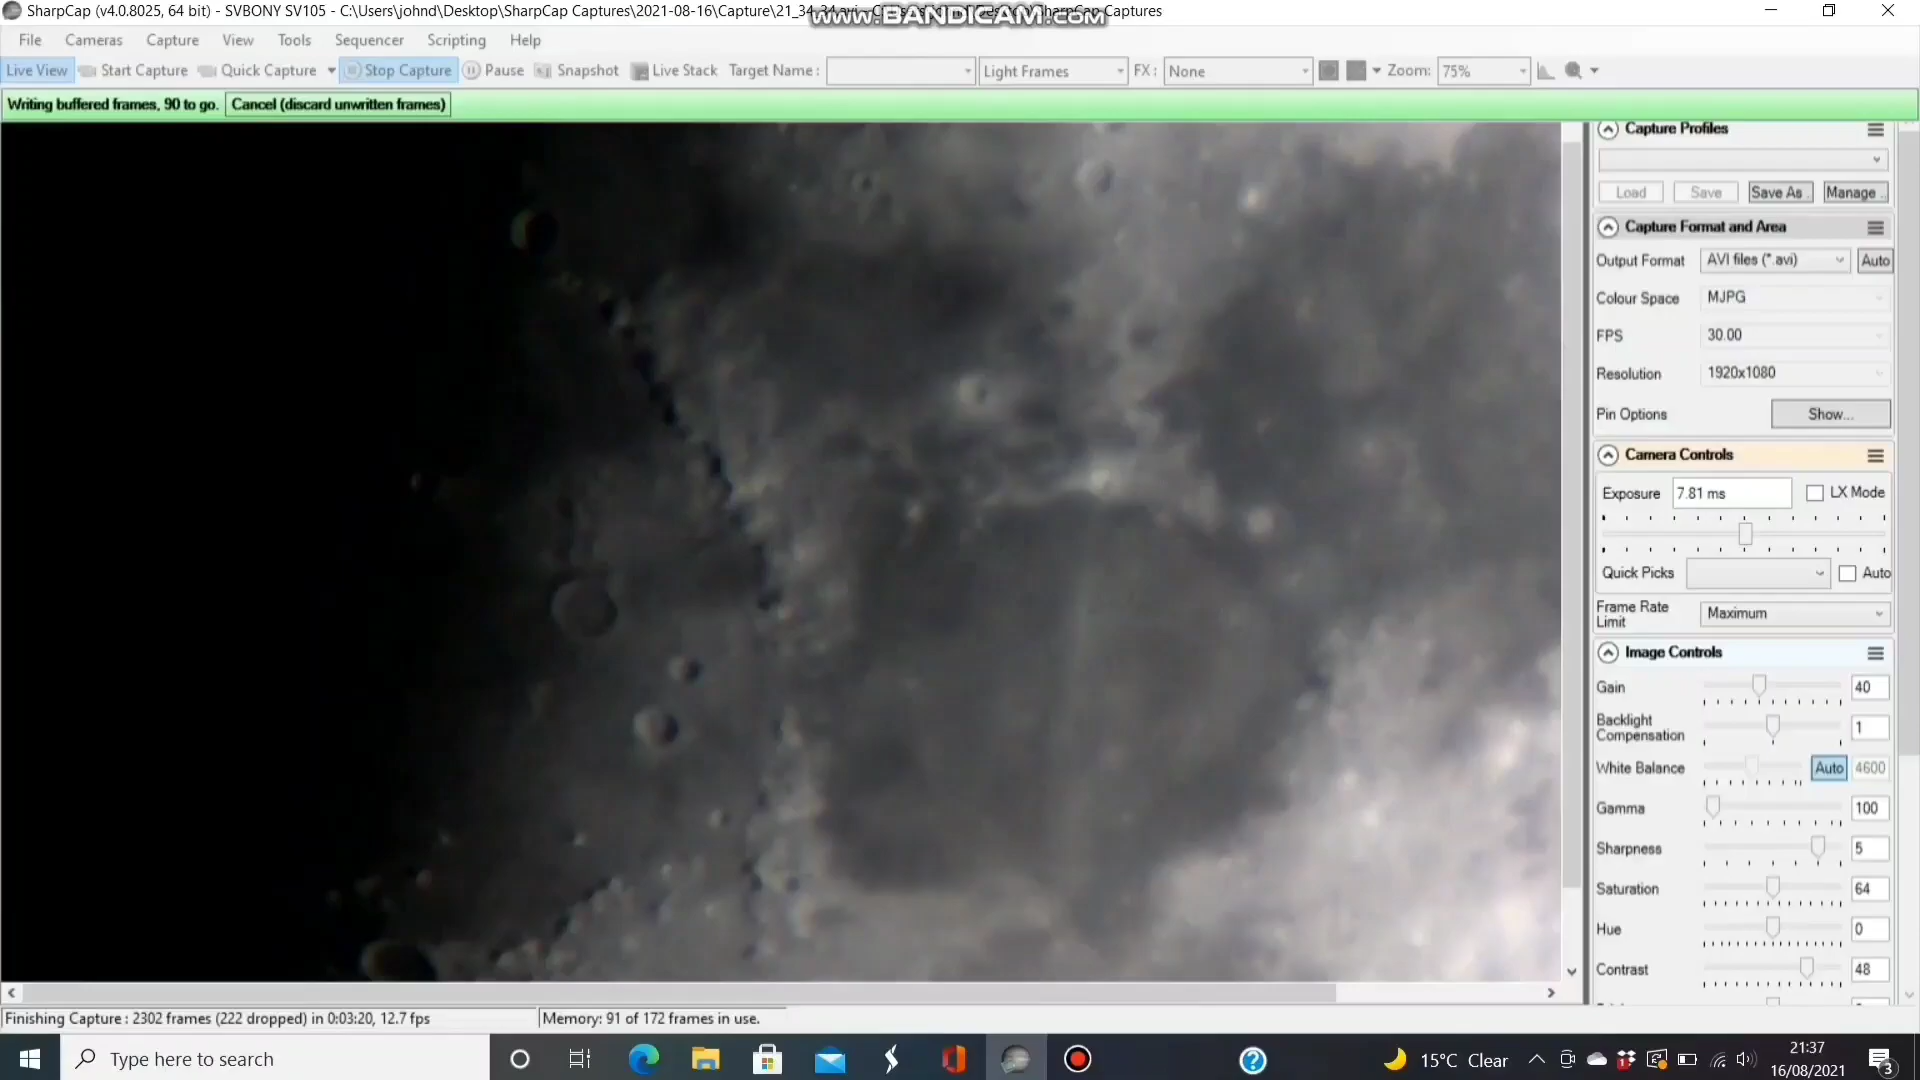 SharpCap (v4.0.8025, 64 bit) - SVBONY SV105 - C:\Users\johnd\Desktop\SharpCap Captures\2021-08-16\Capture\21_34_34.avi
SharpCap Captures
www.BANDICAM.com
File Cameras Capture View Tools Sequencer Scripting Help
Live View Start Capture Quick Capture Stop Capture Pause Snapshot Live Stack Target Name : Light Frames FX : None Zoom: 75%
Writing buffered frames, 90 to go. Cancel (discard unwritten frames)
Capture Profiles
Load Save Save As Manage
Capture Format and Area
Output Format AVI files (*.avi) Auto
Colour Space MJPG
FPS 30.00
Resolution 1920x1080
Pin Options Show...
Camera Controls
Exposure 7.81 ms LX Mode
Quick Picks Auto
Frame Rate
Limit Maximum
Image Controls
Gain 40
Backlight
Compensation 1
White Balance Auto 4600
Gamma 100
Sharpness 5
Saturation 64
Hue 0
Contrast 48
Finishing Capture : 2302 frames (222 dropped) in 0:03:20, 12.7 fps Memory: 91 of 172 frames in use.
Type here to search
15°C Clear
21:37
16/08/2021
3